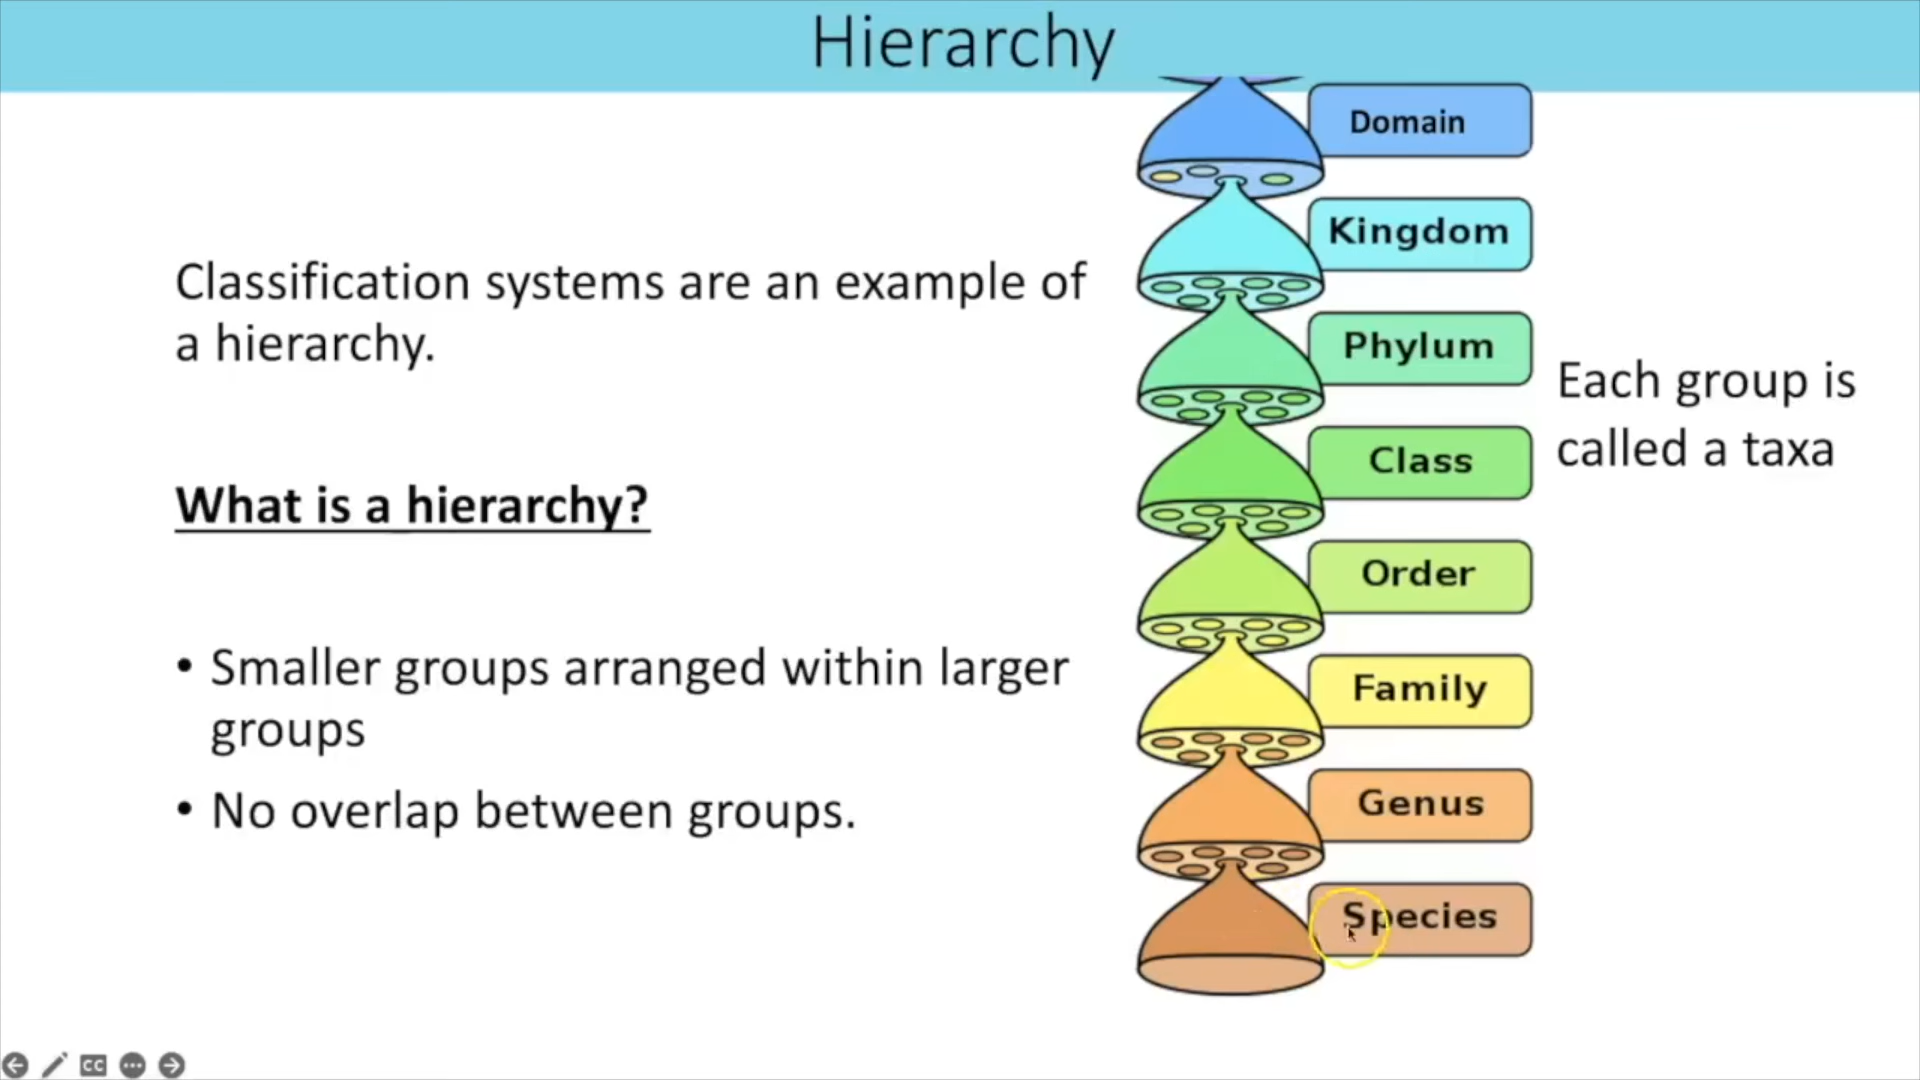 Hierarchy
Classification systems are an example of
a hierarchy.
What is a hierarchy?
• Smaller groups arranged within larger
groups
• No overlap between groups.
Domain
Kingdom
Phylum
Class
Order
Family
Genus
Species
Each group is
called a taxa
CC